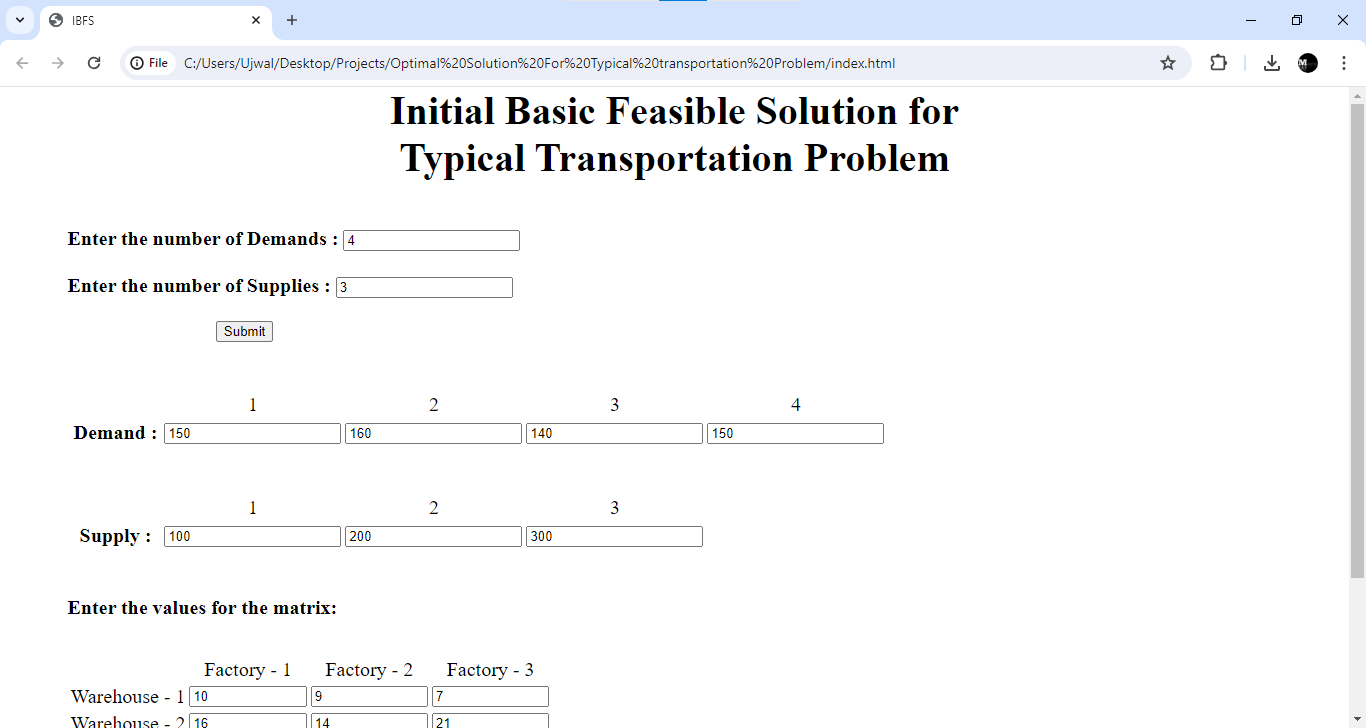 IBFS
File
C:/Users/Ujwal/Desktop/Projects/Optimal%20Solution%20For%20Typical%20transportation%20Problem/index.html
Initial Basic Feasible Solution for
Typical Transportation Problem
Enter the number of Demands : 4
Enter the number of Supplies : 3
Submit
1 2 3 4
Demand : 150 160 140 150
1 2 3
Supply : 100 200 300
Enter the values for the matrix:
Factory - 1 Factory - 2 Factory - 3
Warehouse - 1 10 9 7
Warehouse - 2 16 14 21